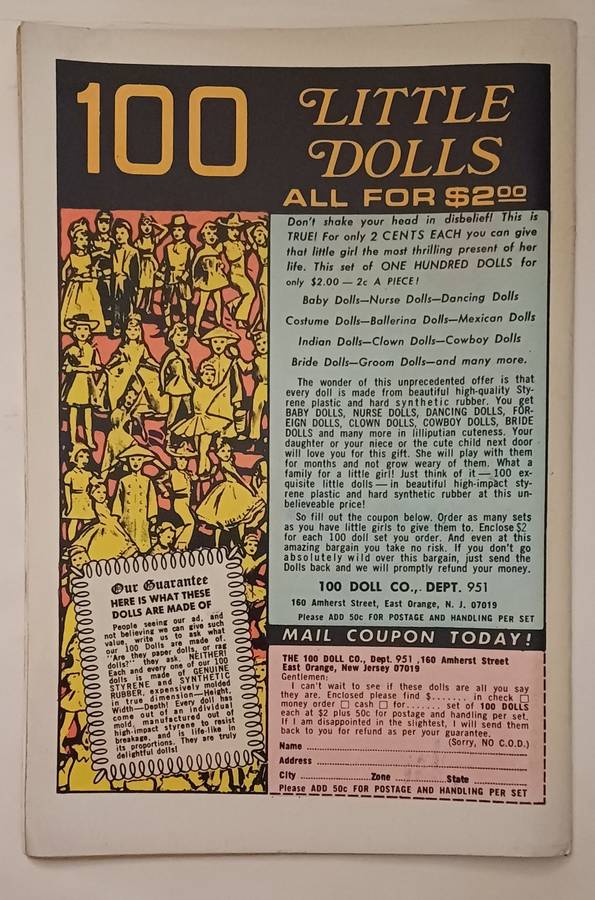 100
LITTLE
DOLLS
ALL FOR $2.00
Don't shake your head in disbelief! This is
TRUE! For only 2 CENTS EACH you can give
that little girl the most thrilling present of her
life. This set of ONE HUNDRED DOLLS for
only $2.00 — 2c A PIECE!
Baby Dolls—Nurse Dolls—Dancing Dolls
Costume Dolls—Ballerina Dolls—Mexican Dolls
Indian Dolls—Clown Dolls—Cowboy Dolls
Bride Dolls—Groom Dolls—and many more.
The wonder of this unprecedented offer is that
every doll is made from beautiful high-quality Sty-
rene plastic and hard synthetic rubber. You get
BABY DOLLS, NURSE DOLLS, DANCING DOLLS, FOR-
EIGN DOLLS, CLOWN DOLLS, COWBOY DOLLS, BRIDE
DOLLS and many more in lilliputian cuteness. Your
daughter or your niece or the cute child next door
will love you for this gift. She will play with them
for months and not grow weary of them. What a
family for a little girl! Just think of it—100 ex-
quisite little dolls—in beautiful high-impact sty-
rene plastic and hard synthetic rubber at this un-
believeable price!
So fill out the coupon below. Order as many sets
as you have little girls to give them to. Enclose $2
for each 100 doll set you order. And even at this
amazing bargain you take no risk. If you don't go
absolutely wild over this bargain, just send the
Dolls back and we will promptly refund your money.
100 DOLL CO., DEPT. 951
160 Amherst Street, East Orange, N. J. 07019
Please ADD 50c FOR POSTAGE AND HANDLING PER SET
MAIL COUPON TODAY!
THE 100 DOLL CO., Dept. 951, 160 Amherst Street
East Orange, New Jersey 07019
Gentlemen:
I can't wait to see if these dolls are all you say
they are. Enclosed please find $....... in check □
money order □ cash □ for....... set of 100 DOLLS
each at $2 plus 50c for postage and handling per set.
If I am disappointed in the slightest, I will send them
back to you for refund as per your guarantee.
(Sorry, NO C.O.D.)
Name
Address
City Zone State
Please ADD 50c FOR POSTAGE AND HANDLING PER SET
Our Guarantee
HERE IS WHAT THESE
DOLLS ARE MADE OF
People seeing our ad, and
not believing we can give such
value, write us to ask what
our 100 Dolls are made of.
"Are they paper dolls, or rag
dolls?" they ask. NEITHER!
Each and every one of our 100
dolls is made of GENUINE
STYRENE and SYNTHETIC
RUBBER, expensively molded
in true dimension—Height,
Width—Depth! Every doll has
come out of an individual
mold, manufactured out of
high-impact styrene to resist
breakage, and is life-like in
its proportions. They are truly
delightful dolls!